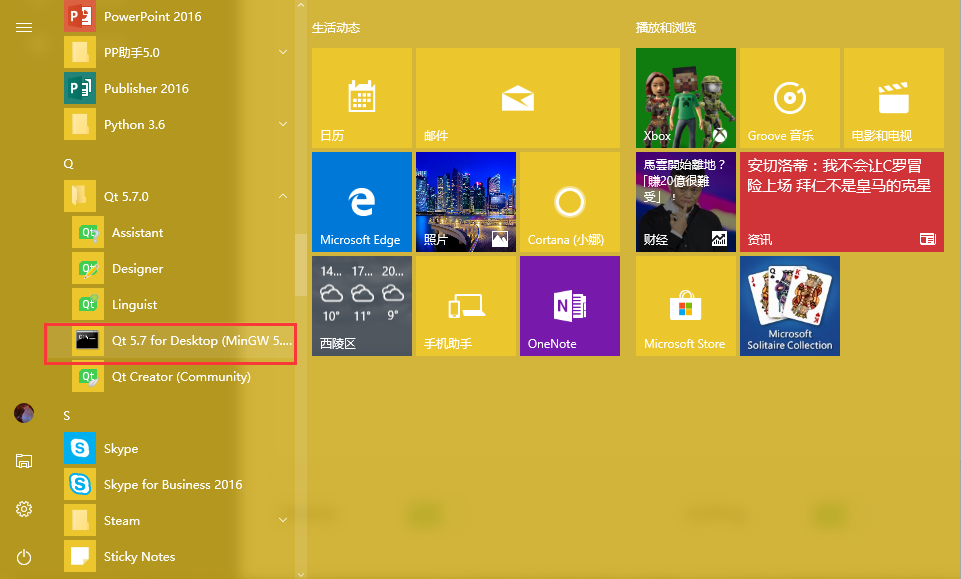 PowerPoint 2016
PP助手5.0
Publisher 2016
Python 3.6
Q
Qt 5.7.0
Assistant
Designer
Linguist
Qt 5.7 for Desktop (MinGW 5....
Qt Creator (Community)
S
Skype
Skype for Business 2016
Steam
Sticky Notes
生活动态
日历
邮件
Microsoft Edge
照片
Cortana (小娜)
14... 17... 20...
10° 11° 9°
西陵区
手机助手
OneNote
播放和浏览
Xbox
Groove 音乐
电影和电视
馬雲開始離地？
「賺20億很難
受」！
财经
安切洛蒂：我不会让C罗冒
险上场 拜仁不是皇马的克星
资讯
Microsoft Store
Microsoft
Solitaire Collection